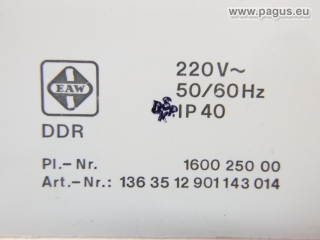 © www.pagus.eu
EAW
220V~
50/60Hz
IP 40
DDR
Pl.-Nr. 1600 250 00
Art.-Nr.: 136 35 12 901 143 014